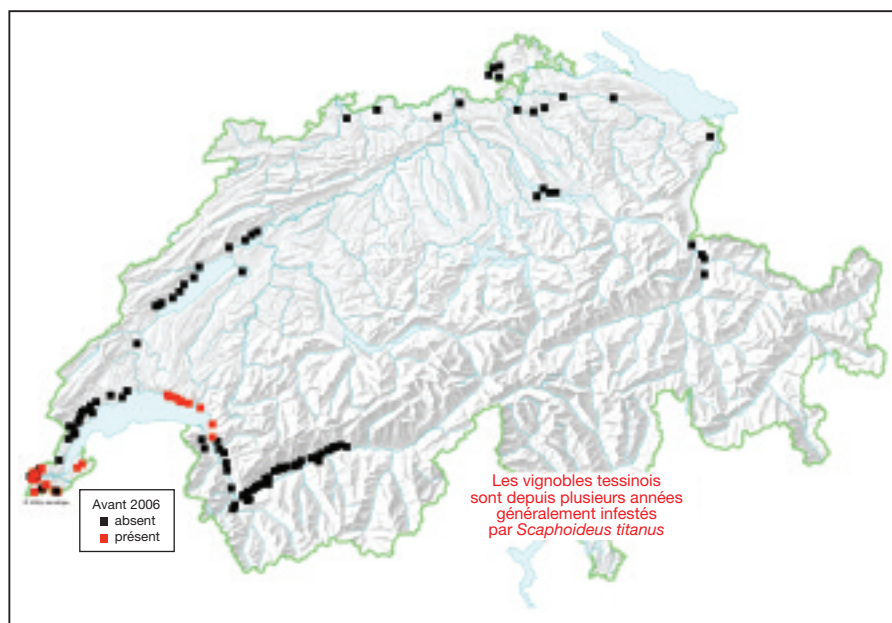 Les vignobles tessinois
sont depuis plusieurs années
généralement infestés
par Scaphoideus titanus
Avant 2006
absent
présent